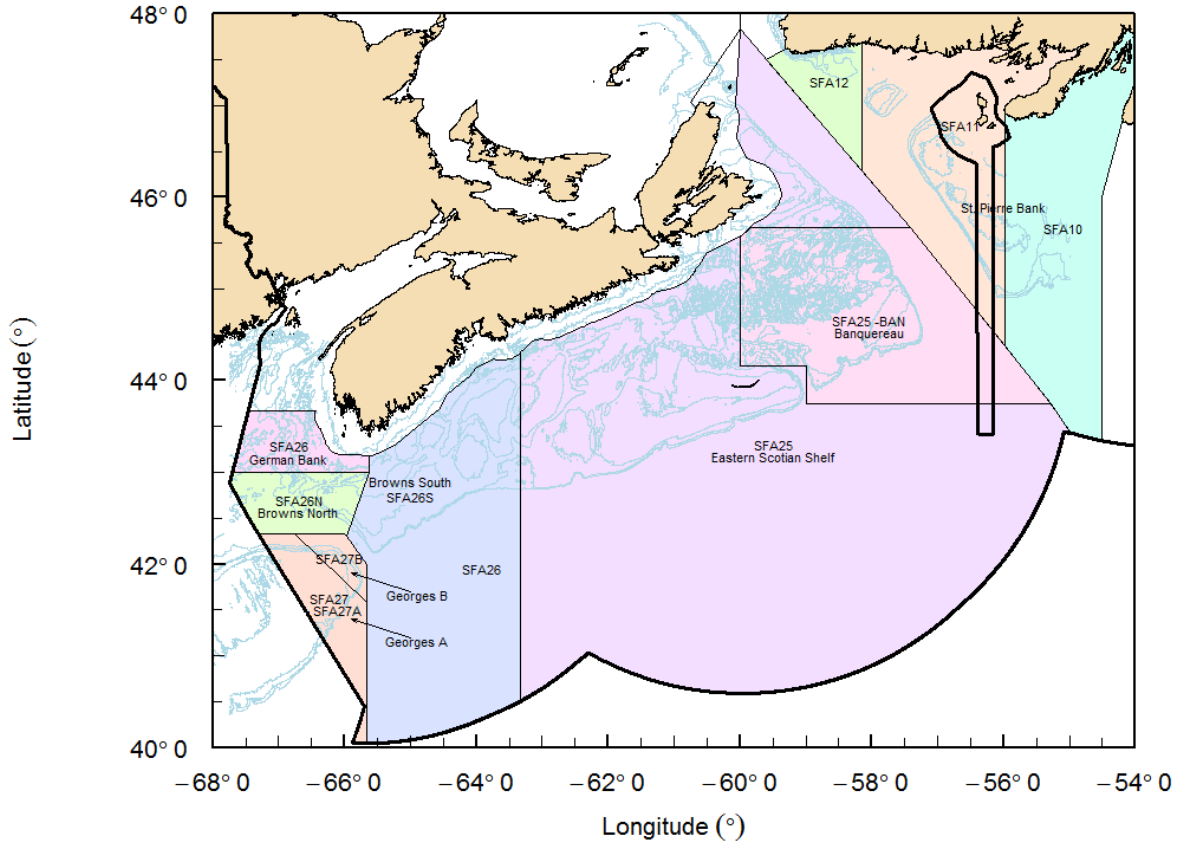 48° 0
46° 0
44° 0
42° 0
40° 0
Latitude (°)
SFA12
SFA11
St. Pierre Bank
SFA10
SFA25 -BAN
Banquereau
SFA25
Eastern Scotian Shelf
SFA26
German Bank
Browns South
SFA26S
SFA26N
Browns North
SFA27B
SFA26
Georges B
SFA27
SFA27A
Georges A
−68° 0
−66° 0
−64° 0
−62° 0
−60° 0
−58° 0
−56° 0
−54° 0
Longitude (°)